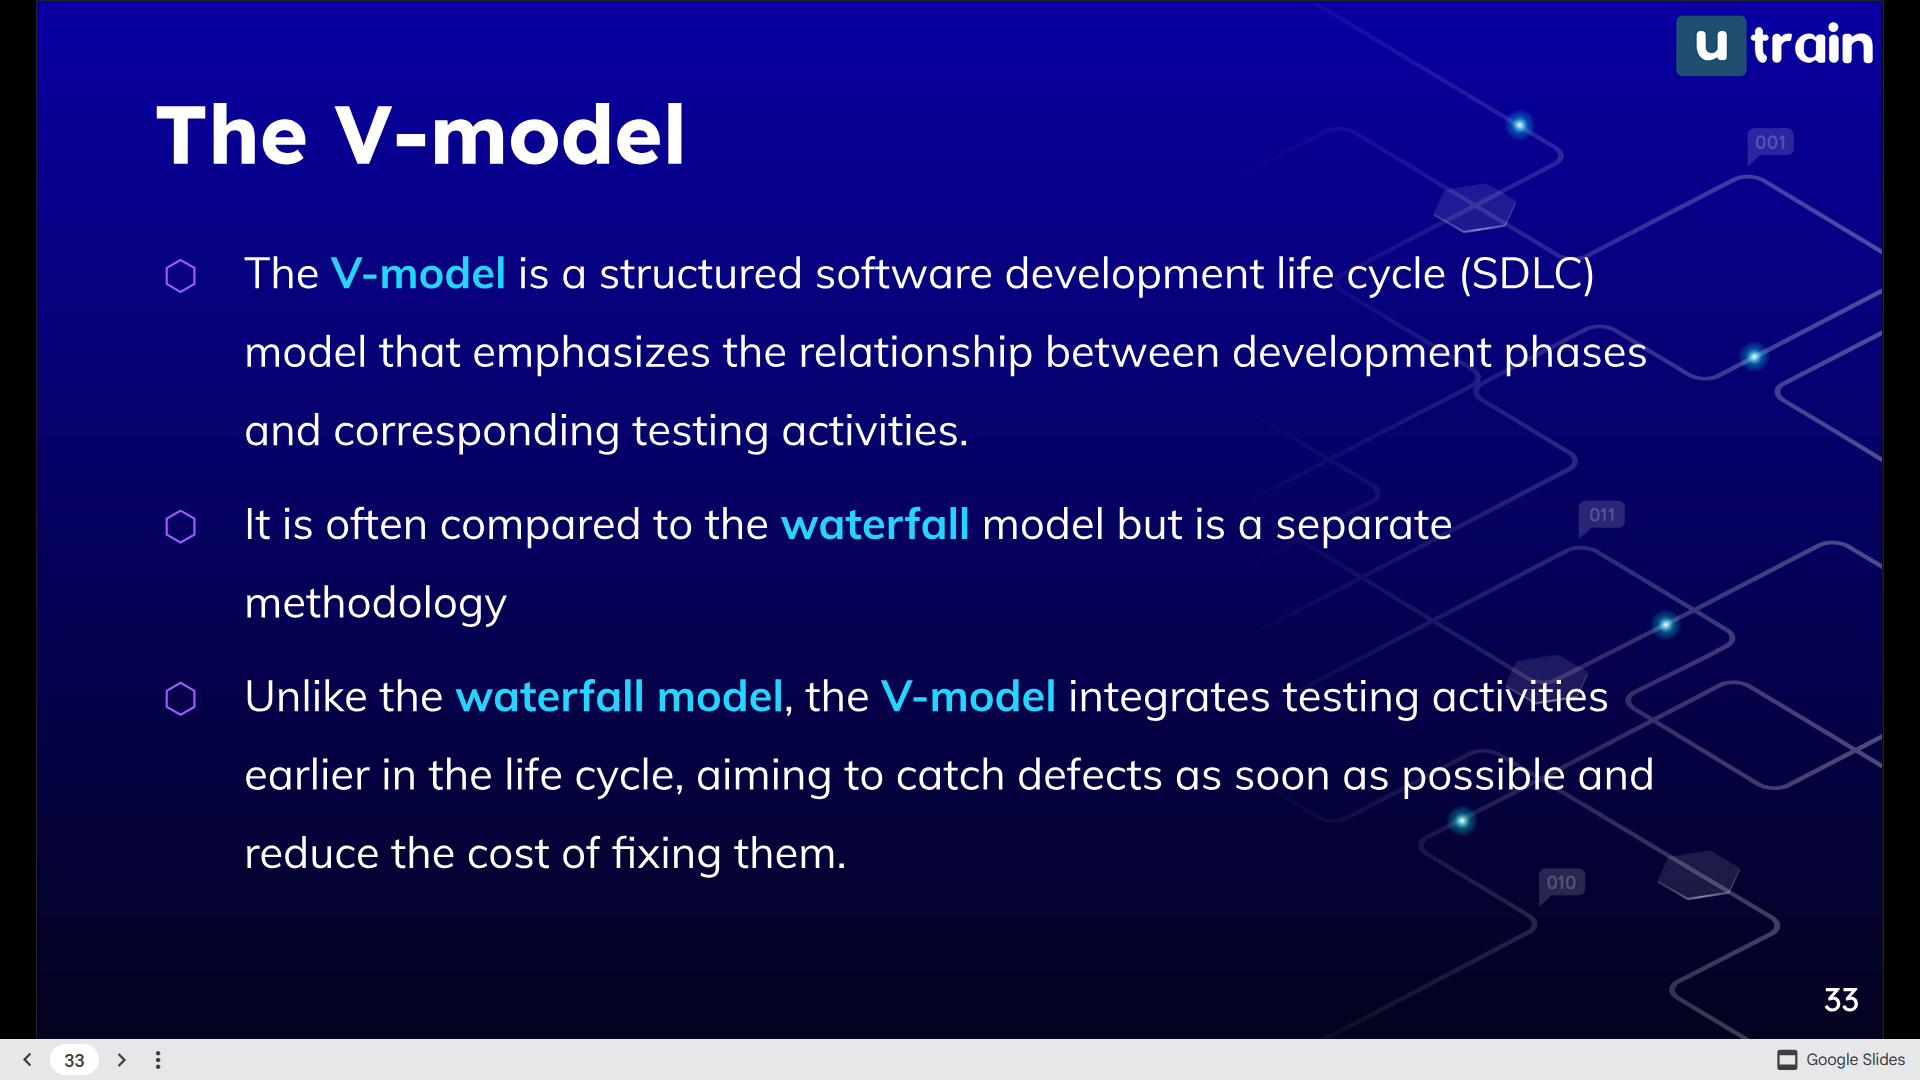 u train
The V-model
001
The V-model is a structured software development life cycle (SDLC)
model that emphasizes the relationship between development phases
and corresponding testing activities.
011
It is often compared to the waterfall model but is a separate
methodology
Unlike the waterfall model, the V-model integrates testing activities
earlier in the life cycle, aiming to catch defects as soon as possible and
reduce the cost of fixing them.
010
33
33
Google Slides